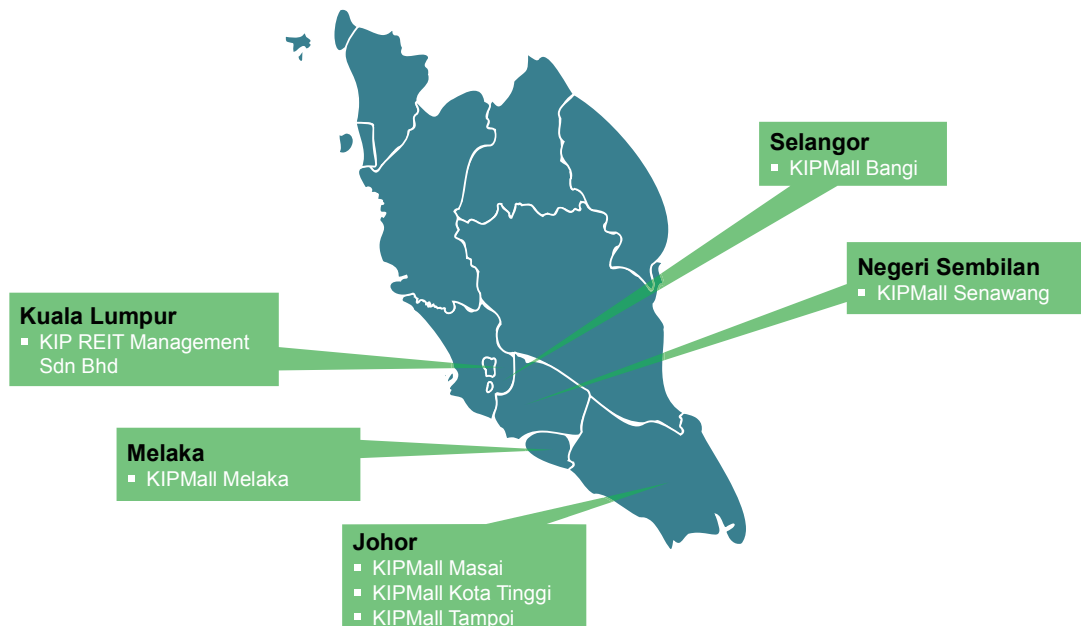 Selangor
▪ KIPMall Bangi
Negeri Sembilan
▪ KIPMall Senawang
Kuala Lumpur
▪ KIP REIT Management
Sdn Bhd
Melaka
▪ KIPMall Melaka
Johor
▪ KIPMall Masai
▪ KIPMall Kota Tinggi
▪ KIPMall Tampoi